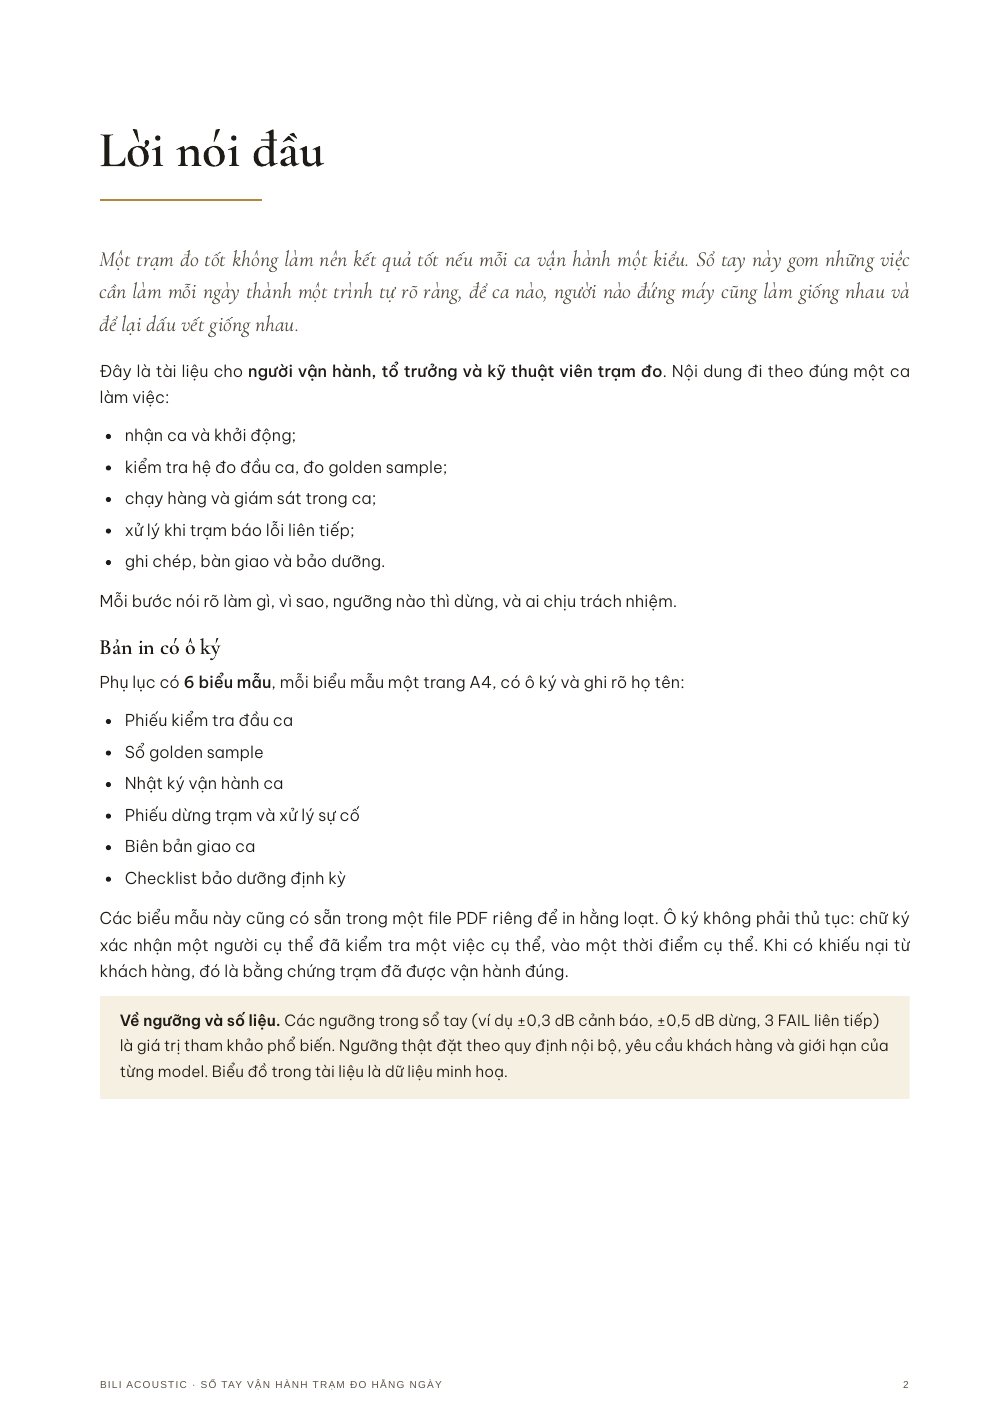 Lời nói đầu
Một trạm đo tốt không làm nên kết quả tốt nếu mỗi ca vận hành một kiểu. Sổ tay này gom những việc
cần làm mỗi ngày thành một trình tự rõ ràng, để ca nào, người nào đứng máy cũng làm giống nhau và
để lại dấu vết giống nhau.
Đây là tài liệu cho người vận hành, tổ trưởng và kỹ thuật viên trạm đo. Nội dung đi theo đúng một ca
làm việc:
• nhận ca và khởi động;
• kiểm tra hệ đo đầu ca, đo golden sample;
• chạy hàng và giám sát trong ca;
• xử lý khi trạm báo lỗi liên tiếp;
• ghi chép, bàn giao và bảo dưỡng.
Mỗi bước nói rõ làm gì, vì sao, ngưỡng nào thì dừng, và ai chịu trách nhiệm.
Bản in có ô ký
Phụ lục có 6 biểu mẫu, mỗi biểu mẫu một trang A4, có ô ký và ghi rõ họ tên:
• Phiếu kiểm tra đầu ca
• Sổ golden sample
• Nhật ký vận hành ca
• Phiếu dừng trạm và xử lý sự cố
• Biên bản giao ca
• Checklist bảo dưỡng định kỳ
Các biểu mẫu này cũng có sẵn trong một file PDF riêng để in hằng loạt. Ô ký không phải thủ tục: chữ ký
xác nhận một người cụ thể đã kiểm tra một việc cụ thể, vào một thời điểm cụ thể. Khi có khiếu nại từ
khách hàng, đó là bằng chứng trạm đã được vận hành đúng.
Về ngưỡng và số liệu. Các ngưỡng trong sổ tay (ví dụ ±0,3 dB cảnh báo, ±0,5 dB dừng, 3 FAIL liên tiếp)
là giá trị tham khảo phổ biến. Ngưỡng thật đặt theo quy định nội bộ, yêu cầu khách hàng và giới hạn của
từng model. Biểu đồ trong tài liệu là dữ liệu minh hoạ.
BILI ACOUSTIC · SỔ TAY VẬN HÀNH TRẠM ĐO HẰNG NGÀY
2